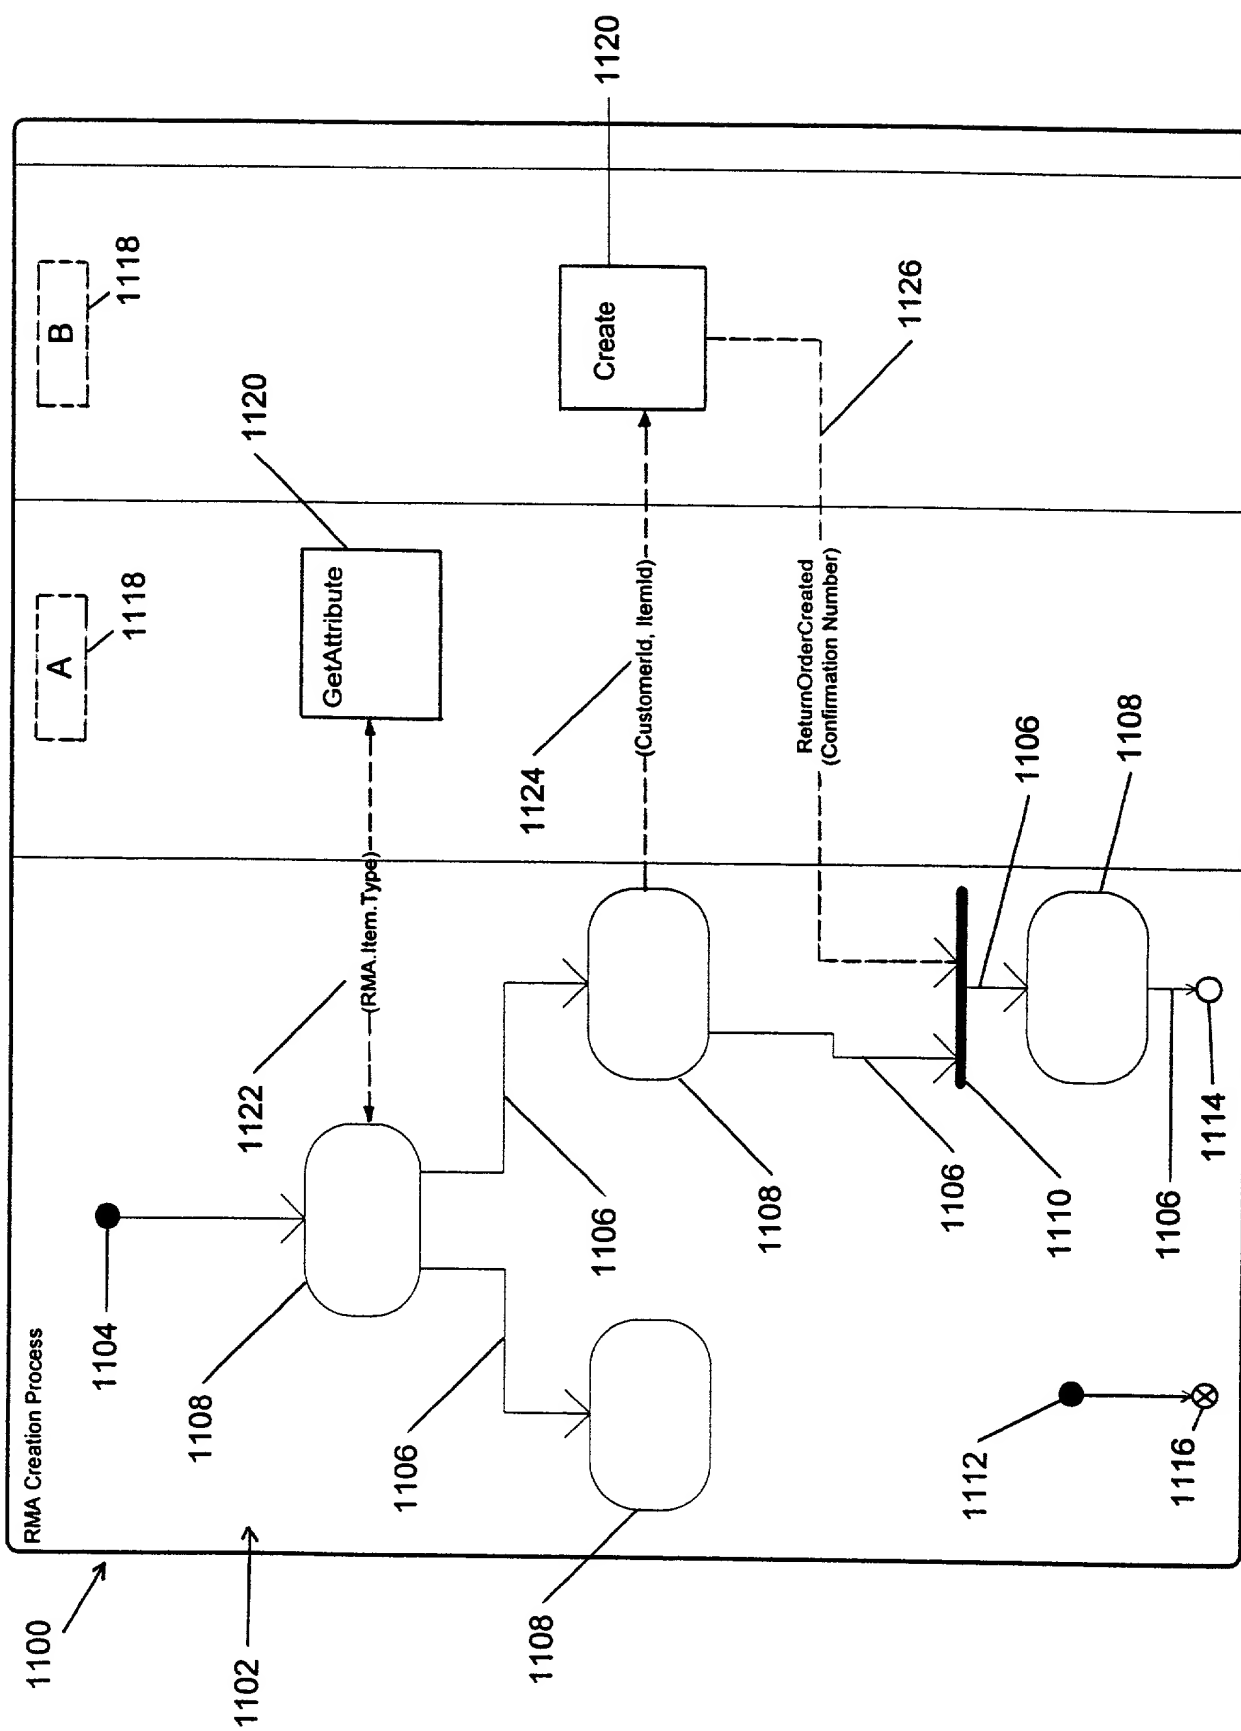 1100
RMA Creation Process
A
B
1104
1118
1118
1108
1102
1122
1120
GetAttribute
(RMA.Item.Type)
1106
1124
1108
1106
Create
1120
(CustomerId, ItemId)
1108
ReturnOrderCreated
(Confirmation Number)
1126
1106
1112
1106
1110
1108
1106
1116
1114